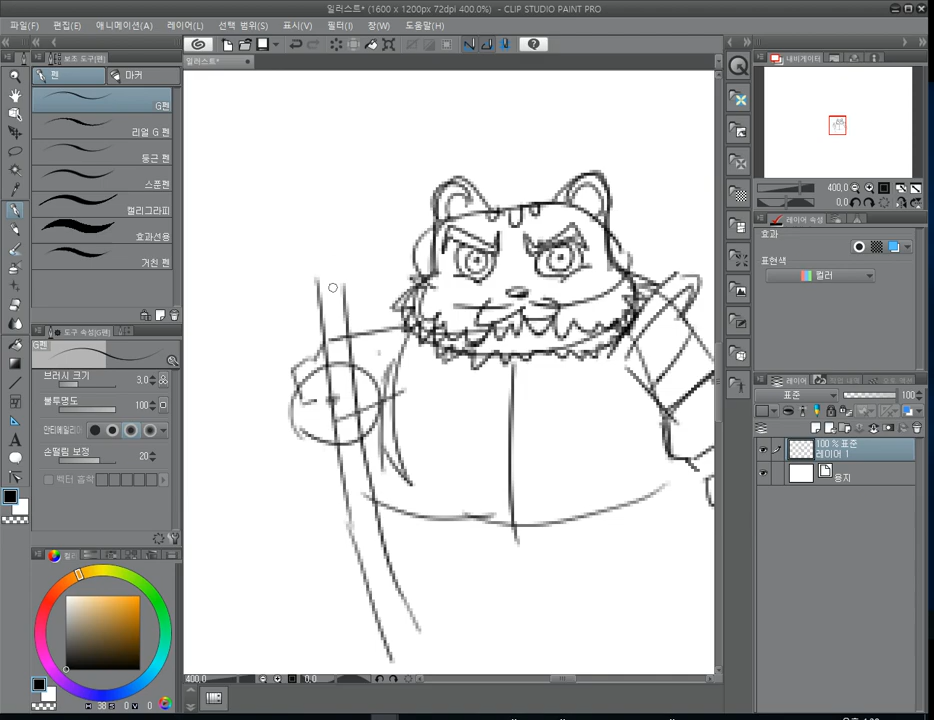 일러스트* (1600 x 1200px 72dpi 400.0%) - CLIP STUDIO PAINT PRO
파일(F) 편집(E) 애니메이션(A) 레이어(L) 선택 범위(S) 표시(V) 필터(I) 창(W) 도움말(H)
보조 도구(펜)
일러스트*
내비게이터
펜 마커
G펜
리얼 G 펜
둥근 펜
스푼펜
캘리그라피
효과선용
거친 펜
400.0
0.0
레이어 속성
효과
표현색
컬러
도구 속성(G펜)
G펜
브러시 크기 3.0
불투명도 100
안티에일리어
손떨림 보정 20
벡터 흡착
레이어
표준 100
100 % 표준
레이어 1
용지
컬러
400.0 0.0
H 38 S 0 V 0